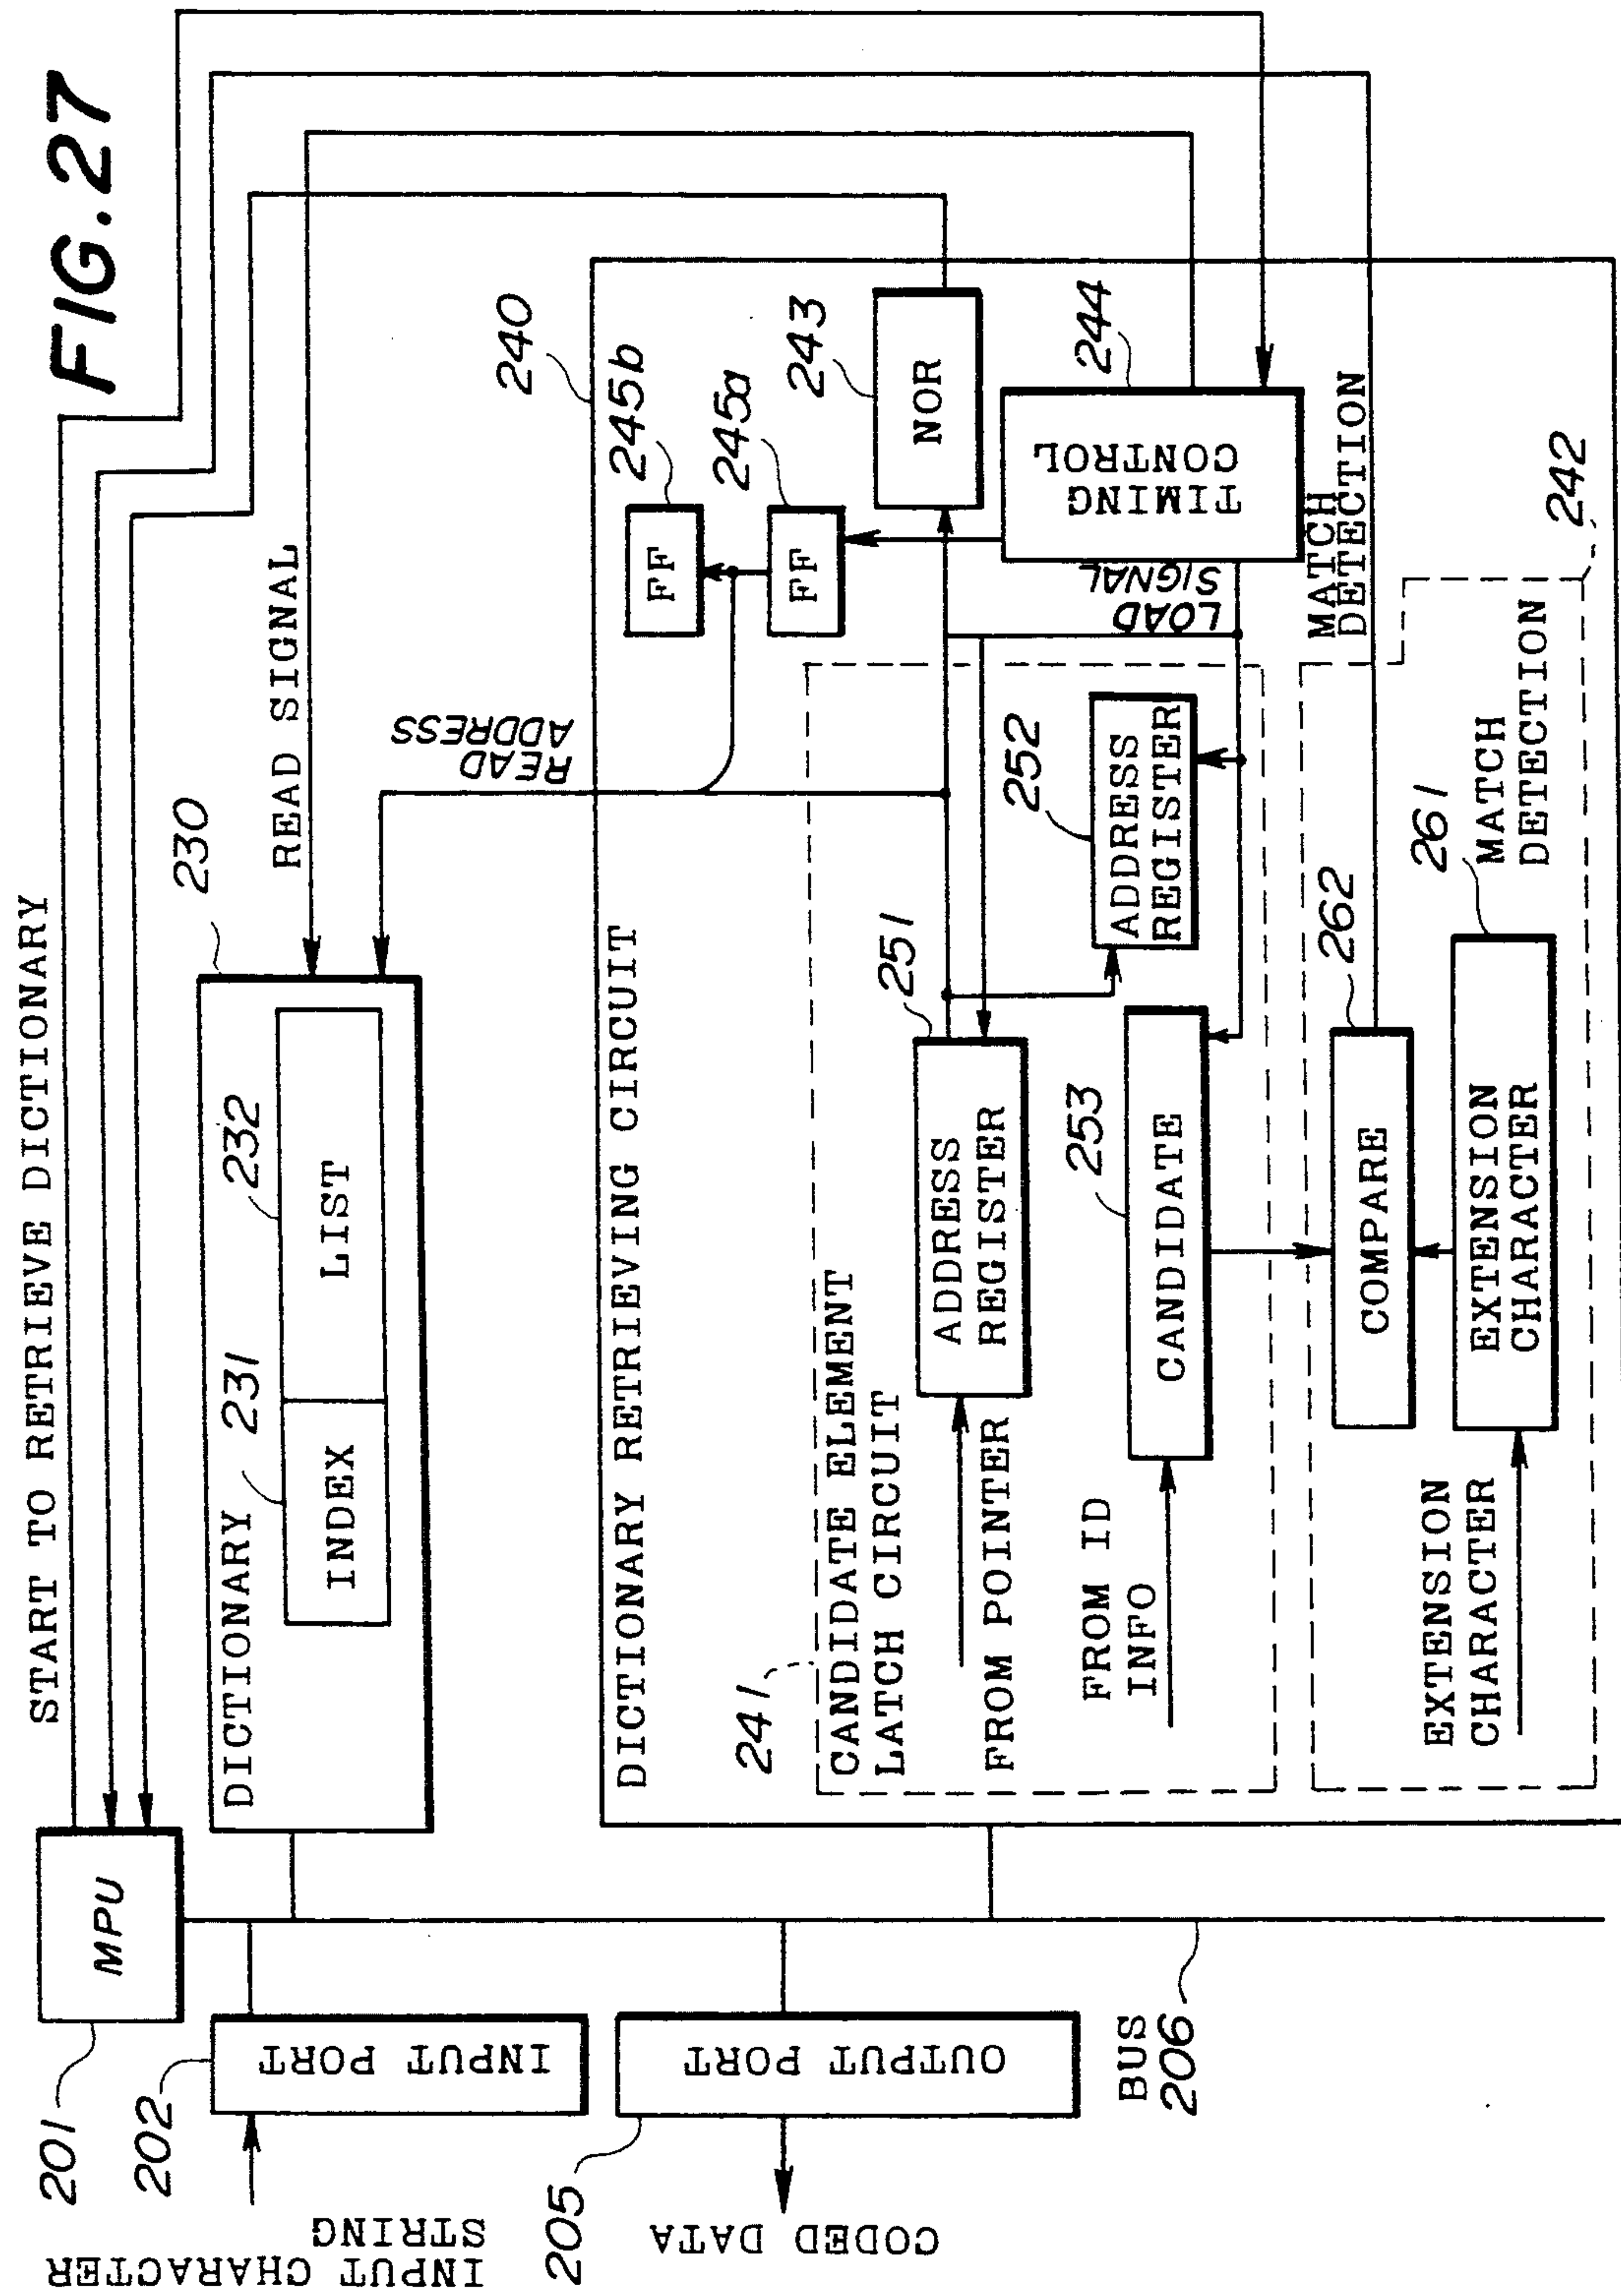 FIG. 27
START TO RETRIEVE DICTIONARY
201
MPU
202
INPUT PORT
INPUT CHARACTER
STRING
205
OUTPUT PORT
CODED DATA
BUS
206
230
DICTIONARY
231
INDEX
232
LIST
READ SIGNAL
READ
ADDRESS
240
DICTIONARY RETRIEVING CIRCUIT
245b
FF
245a
FF
243
NOR
244
TIMING
CONTROL
LOAD
SIGNAL
MATCH
DETECTION
241
CANDIDATE ELEMENT
LATCH CIRCUIT
251
ADDRESS
REGISTER
FROM POINTER
252
ADDRESS
REGISTER
253
CANDIDATE
FROM ID
INFO
242
262
COMPARE
261
MATCH
DETECTION
EXTENSION
CHARACTER
EXTENSION
CHARACTER